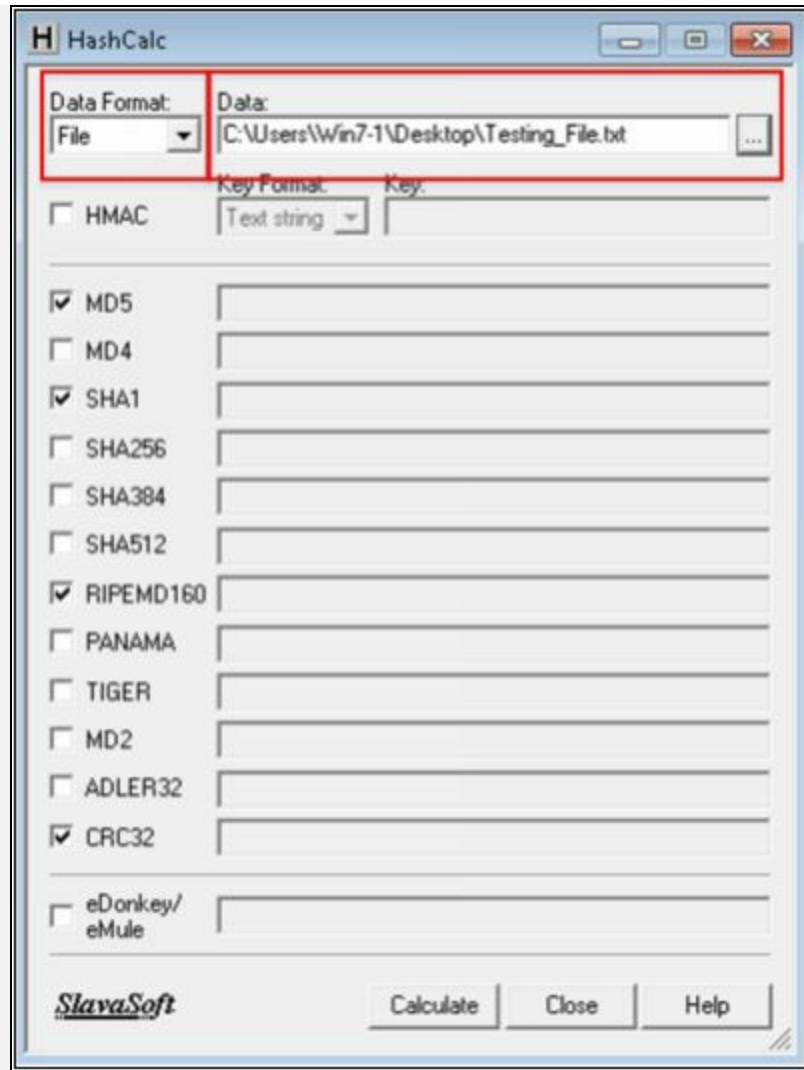 H HashCalc
Data Format: Data:
File C:\Users\Win7-1\Desktop\Testing_File.txt ...
Key Format: Key:
HMAC Text string
MD5
MD4
SHA1
SHA256
SHA384
SHA512
RIPEMD160
PANAMA
TIGER
MD2
ADLER32
CRC32
eDonkey/
eMule
SlavaSoft Calculate Close Help